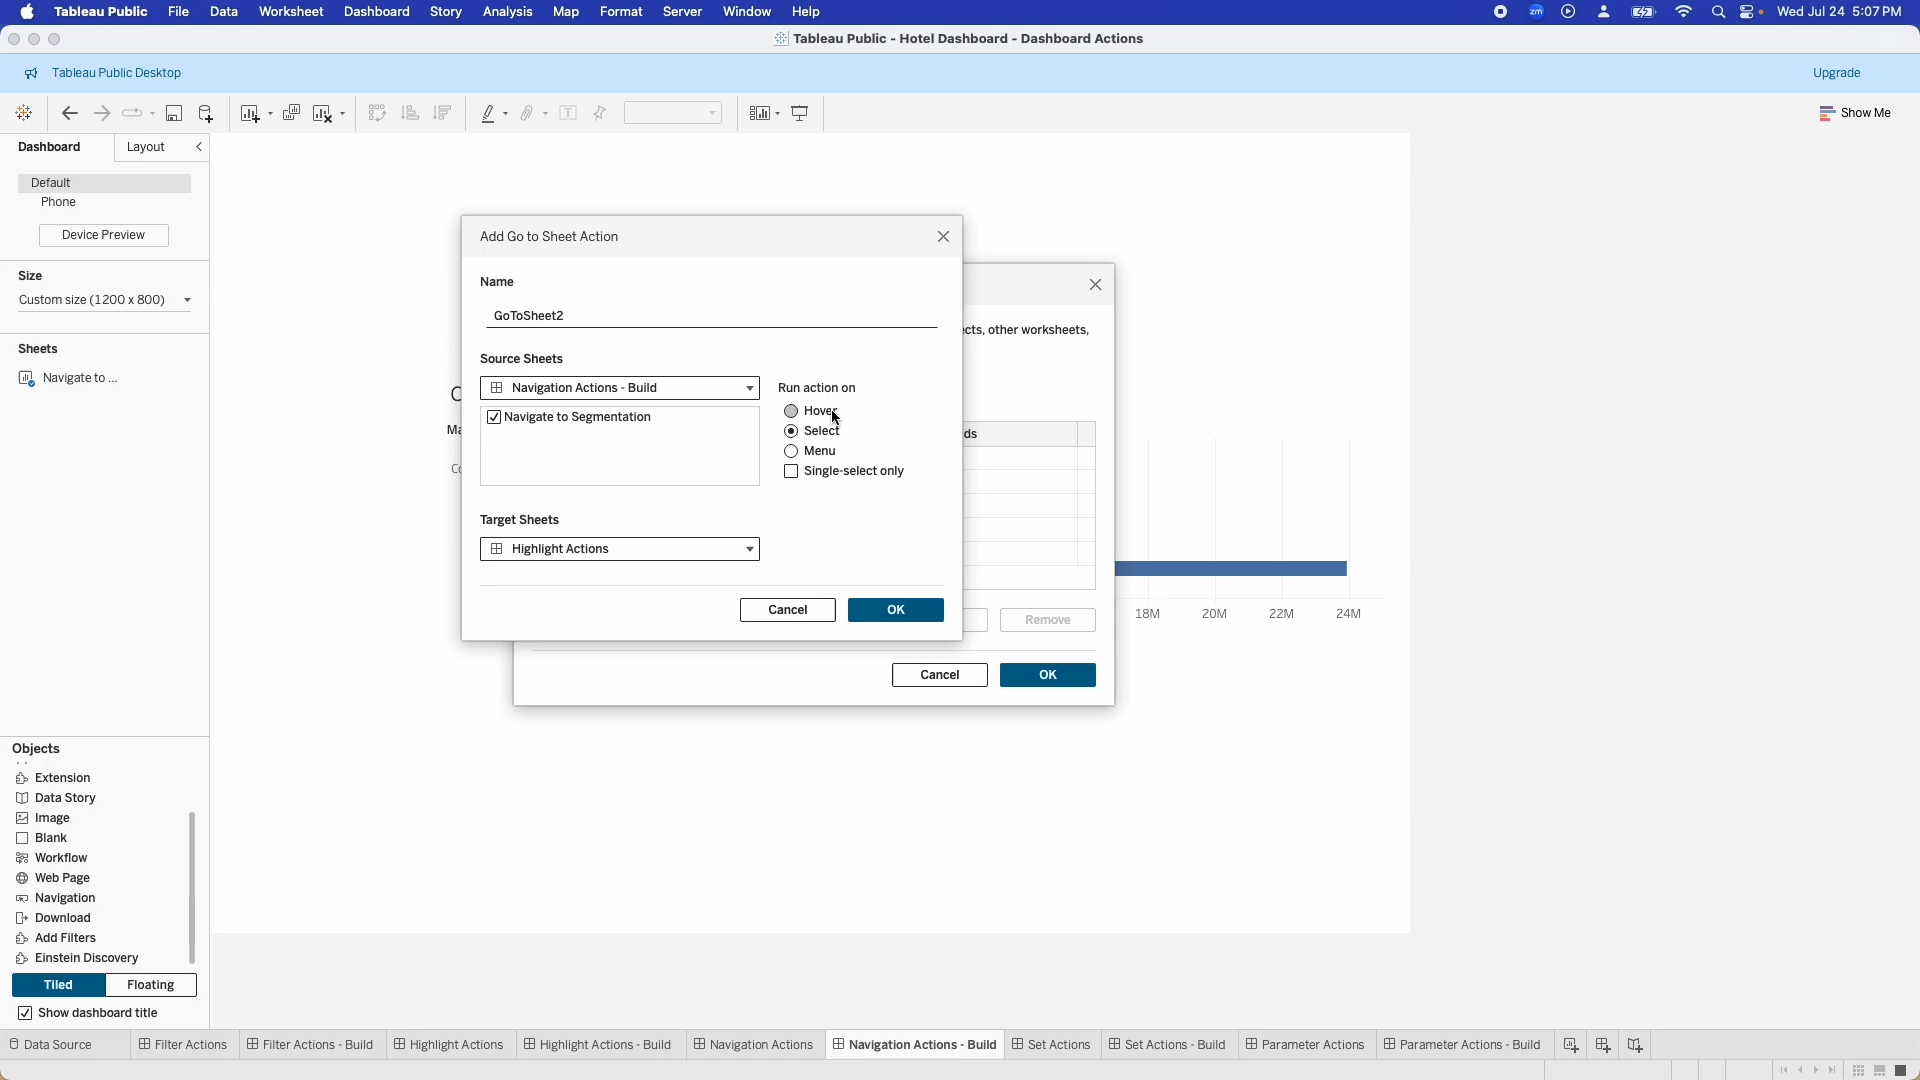 Tableau Public File Data Worksheet Dashboard Story Analysis Map Format Server Window Help zm Wed Jul 24 5:07 PM
Tableau Public - Hotel Dashboard - Dashboard Actions
Tableau Public Desktop Upgrade
Show Me
Dashboard Layout
Default
Phone
Device Preview
Size
Custom size (1200 x 800)
Sheets
Navigate to ...
Add Go to Sheet Action
Name
GoToSheet2
Source Sheets
Navigation Actions - Build
Navigate to Segmentation
Run action on
Hover
Select
Menu
Single-select only
Target Sheets
Highlight Actions
Cancel OK
cts, other worksheets,
ds
Remove
Cancel OK
Ma
18M 20M 22M 24M
Objects
Extension
Data Story
Image
Blank
Workflow
Web Page
Navigation
Download
Add Filters
Einstein Discovery
Tiled Floating
Show dashboard title
Data Source Filter Actions Filter Actions - Build Highlight Actions Highlight Actions - Build Navigation Actions Navigation Actions - Build Set Actions Set Actions - Build Parameter Actions Parameter Actions - Build